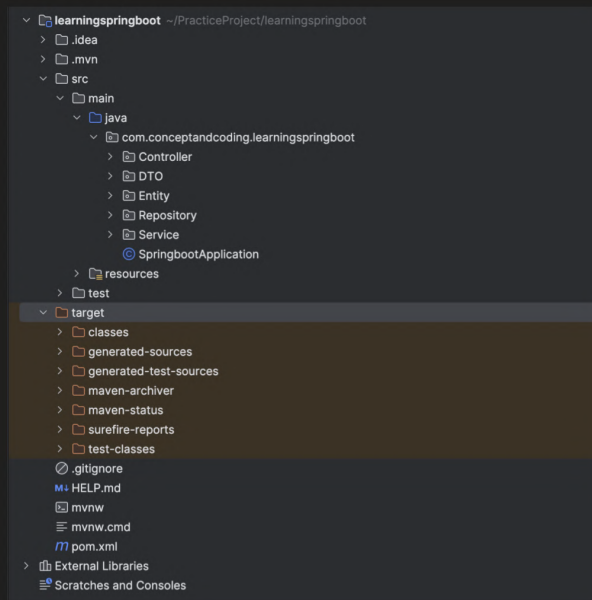 learningspringboot ~/PracticeProject/learningspringboot
.idea
.mvn
src
main
java
com.conceptandcoding.learningspringboot
Controller
DTO
Entity
Repository
Service
SpringbootApplication
resources
test
target
classes
generated-sources
generated-test-sources
maven-archiver
maven-status
surefire-reports
test-classes
.gitignore
M↓ HELP.md
mvnw
mvnw.cmd
m pom.xml
External Libraries
Scratches and Consoles